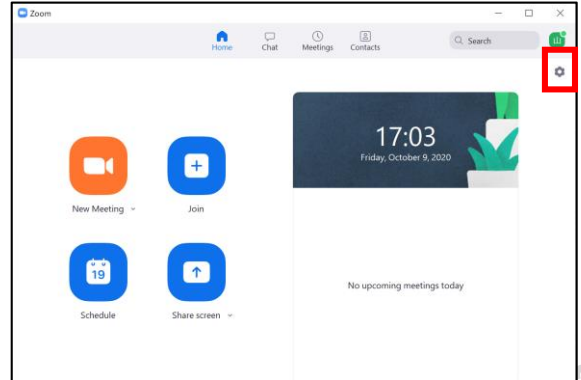 Zoom
Home Chat Meetings Contacts
Search
17:03
Friday, October 9, 2020
New Meeting
Join
19
Schedule
Share screen
No upcoming meetings today